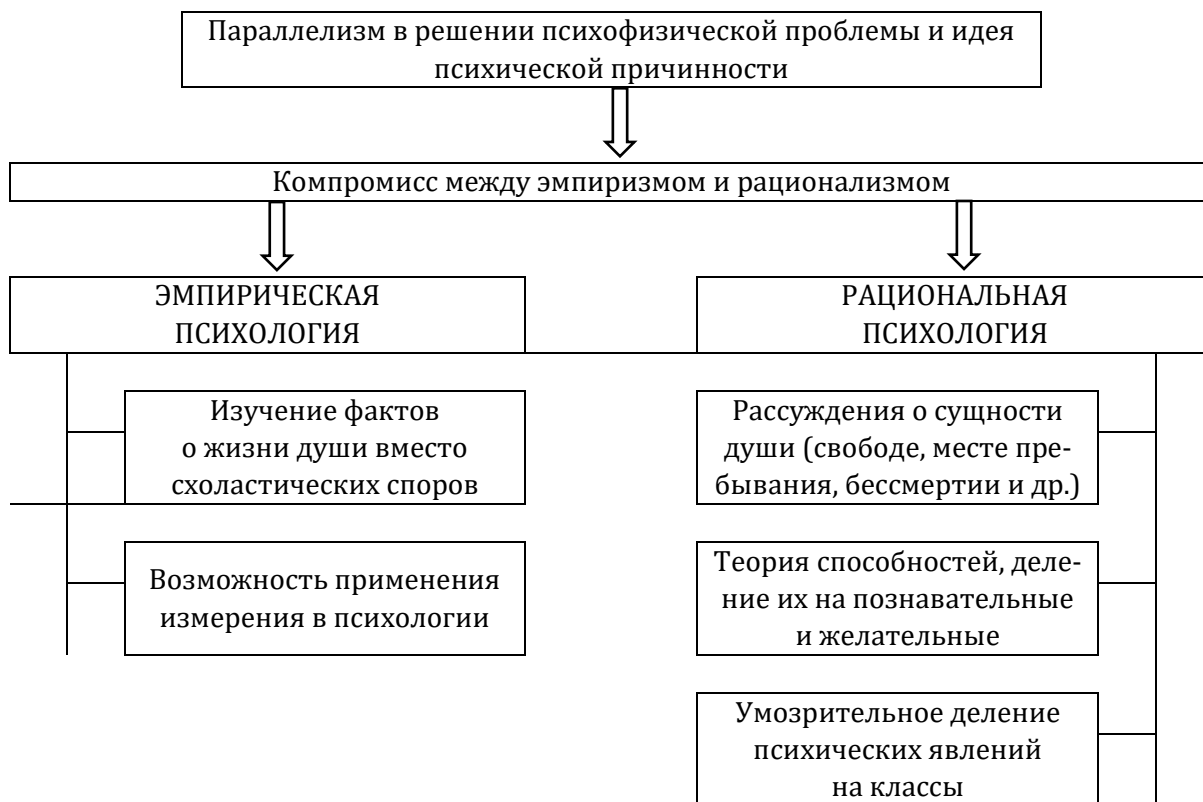 Параллелизм в решении психофизической проблемы и идея
психической причинности
Компромисс между эмпиризмом и рационализмом
ЭМПИРИЧЕСКАЯ
ПСИХОЛОГИЯ
РАЦИОНАЛЬНАЯ
ПСИХОЛОГИЯ
Изучение фактов
о жизни души вместо
схоластических споров
Рассуждения о сущности
души (свободе, месте пре-
бывания, бессмертии и др.)
Возможность применения
измерения в психологии
Теория способностей, деле-
ние их на познавательные
и желательные
Умозрительное деление
психических явлений
на классы